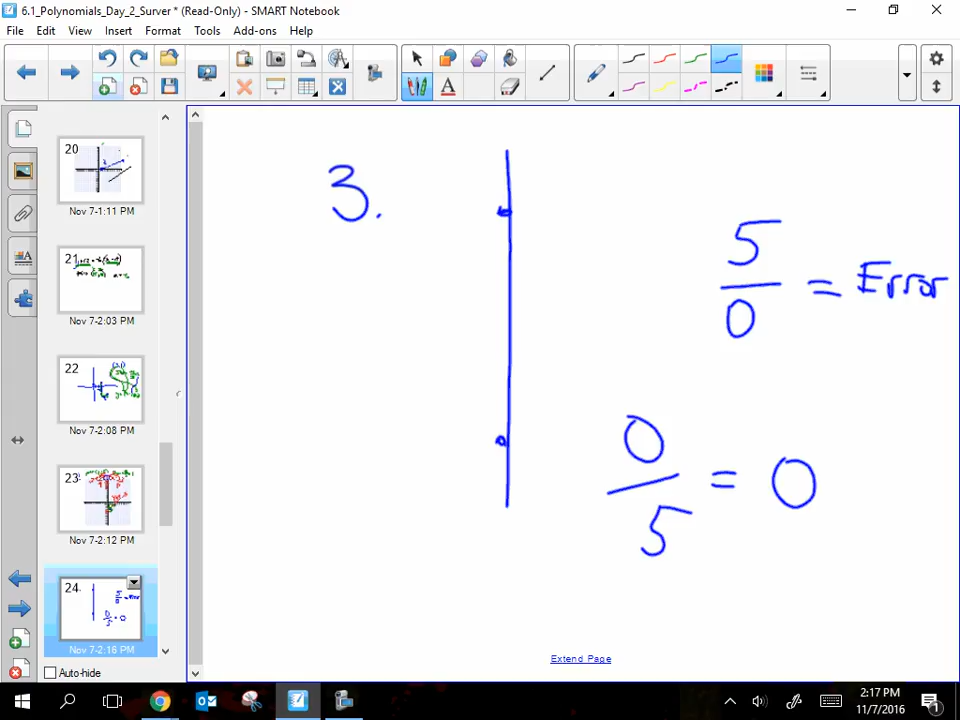 6.1_Polynomials_Day_2_Surver * (Read-Only) - SMART Notebook
File Edit View Insert Format Tools Add-ons Help
20
Nov 7-1:11 PM
21
Nov 7-2:03 PM
22
Nov 7-2:08 PM
23
Nov 7-2:12 PM
24
Nov 7-2:16 PM
Auto-hide
3.
5
0 = Error
0
5 = 0
Extend Page
2:17 PM
11/7/2016
1